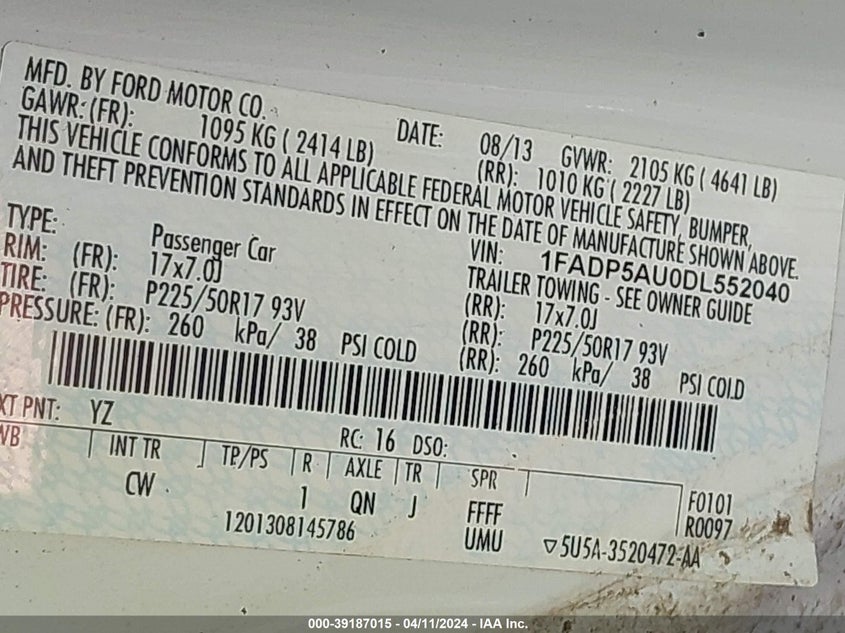 MFD. BY FORD MOTOR CO. DATE: 08/13 GVWR: 2105 KG ( 4641 LB)
GAWR: (FR): 1095 KG ( 2414 LB) (RR): 1010 KG ( 2227 LB)
THIS VEHICLE CONFORMS TO ALL APPLICABLE FEDERAL MOTOR VEHICLE SAFETY, BUMPER,
AND THEFT PREVENTION STANDARDS IN EFFECT ON THE DATE OF MANUFACTURE SHOWN ABOVE.
VIN: 1FADP5AU0DL552040
TYPE: Passenger Car TRAILER TOWING - SEE OWNER GUIDE
RIM: (FR): 17x7.0J (RR): 17x7.0J
TIRE: (FR): P225/50R17 93V (RR): P225/50R17 93V
PRESSURE: (FR): 260 kPa/ 38 PSI COLD (RR): 260 kPa/ 38 PSI COLD
XT PNT: YZ RC: 16 DSO:
WB INT TR TP/PS R AXLE TR SPR F0101
CW 1 QN J FFFF R0097
1201308145786 UMU 5U5A-3520472-AA
000-39187015 - 04/11/2024 - IAA Inc.